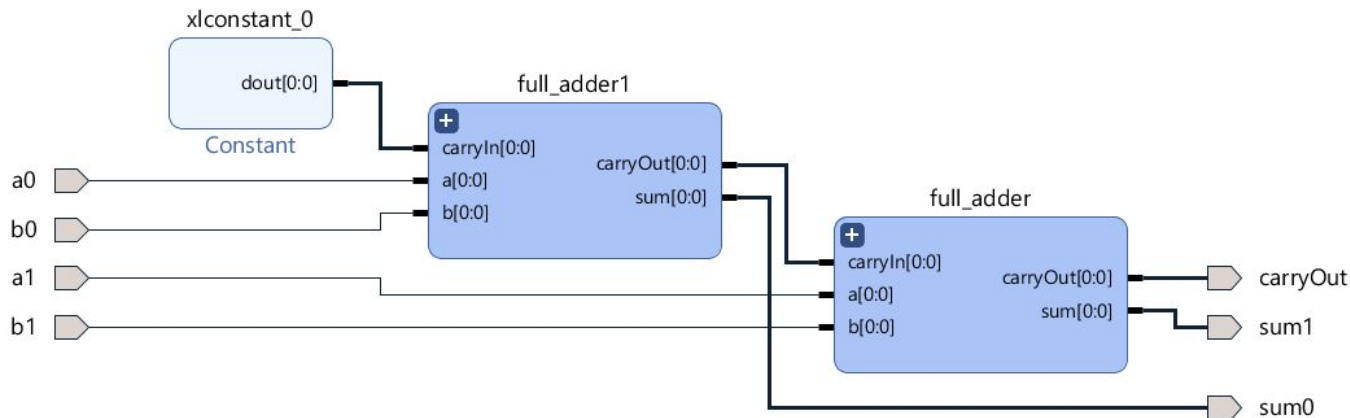 xlconstant_0
dout[0:0]
Constant
full_adder1
+
carryIn[0:0]
a[0:0]
b[0:0]
carryOut[0:0]
sum[0:0]
a0
b0
a1
b1
full_adder
+
carryIn[0:0]
a[0:0]
b[0:0]
carryOut[0:0]
sum[0:0]
carryOut
sum1
sum0